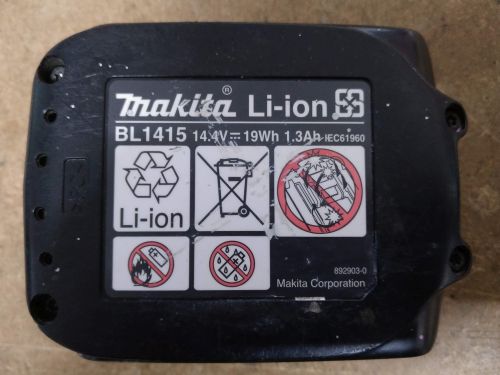 makita® Li-ion
BL1415 14.4V⎓19Wh 1.3Ah IEC61960
Li-ion
892903-0
Makita Corporation